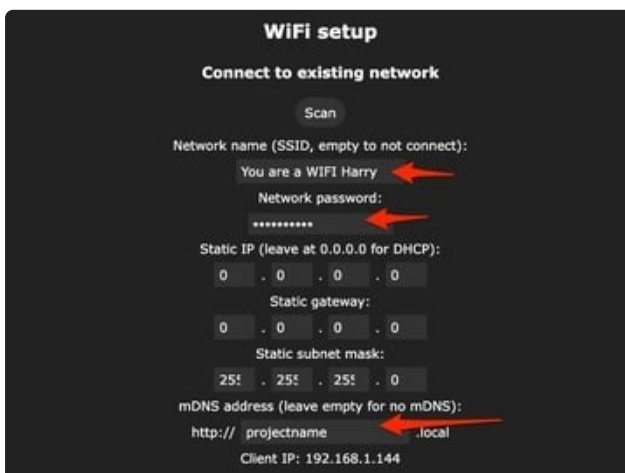 WiFi setup
Connect to existing network
Scan
Network name (SSID, empty to not connect):
You are a WIFI Harry
Network password:
••••••••••
Static IP (leave at 0.0.0.0 for DHCP):
0 . 0 . 0 . 0
Static gateway:
0 . 0 . 0 . 0
Static subnet mask:
255 . 255 . 255 . 0
mDNS address (leave empty for no mDNS):
http:// projectname .local
Client IP: 192.168.1.144